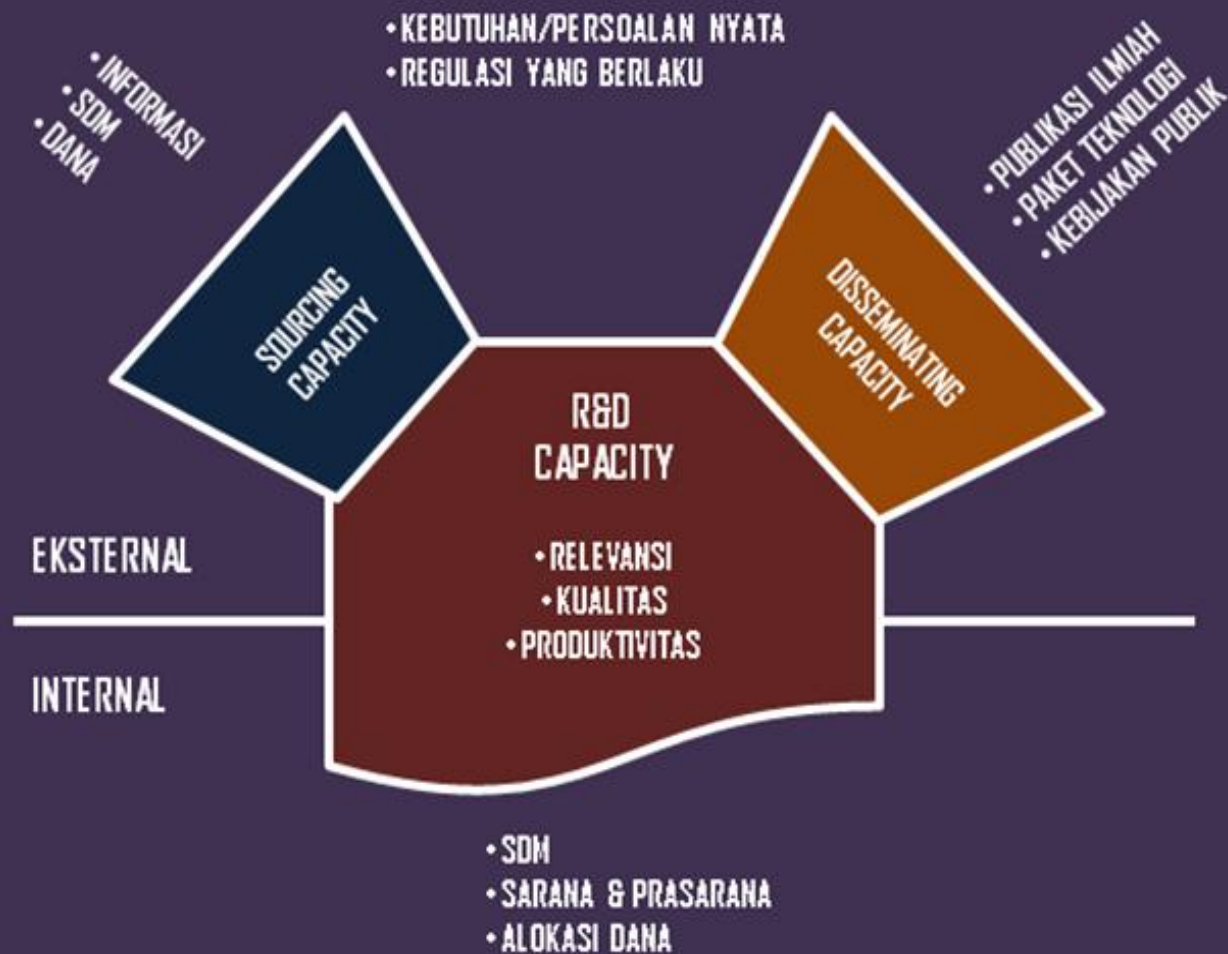 •KEBUTUHAN/PERSOALAN NYATA
•REGULASI YANG BERLAKU
•INFORMASI
•SDM
•DANA
•PUBLIKASI ILMIAH
•PAKET TEKNOLOGI
•KEBIJAKAN PUBLIK
SOURCING
CAPACITY
DISSEMINATING
CAPACITY
R&D
CAPACITY
•RELEVANSI
•KUALITAS
•PRODUKTIVITAS
EKSTERNAL
INTERNAL
•SDM
•SARANA & PRASARANA
•ALOKASI DANA